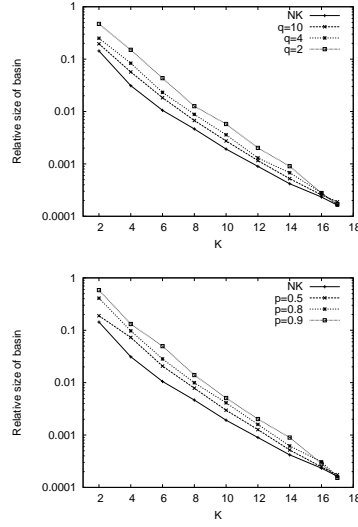 Relative size of basin
1
0.1
0.01
0.001
0.0001
2 4 6 8 10 12 14 16 18
K
NK
q=10
q=4
q=2
Relative size of basin
1
0.1
0.01
0.001
0.0001
2 4 6 8 10 12 14 16 18
K
NK
p=0.5
p=0.8
p=0.9